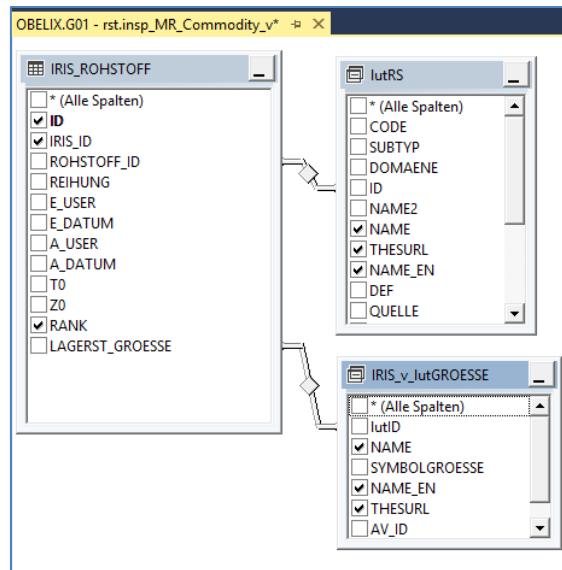 OBELIX.G01 - rst.insp_MR_Commodity_v*
IRIS_ROHSTOFF
* (Alle Spalten)
ID
IRIS_ID
ROHSTOFF_ID
REIHUNG
E_USER
E_DATUM
A_USER
A_DATUM
T0
Z0
RANK
LAGERST_GROESSE
lutRS
* (Alle Spalten)
CODE
SUBTYP
DOMAENE
ID
NAME2
NAME
THESURL
NAME_EN
DEF
QUELLE
IRIS_v_lutGROESSE
* (Alle Spalten)
lutID
NAME
SYMBOLGROESSE
NAME_EN
THESURL
AV_ID